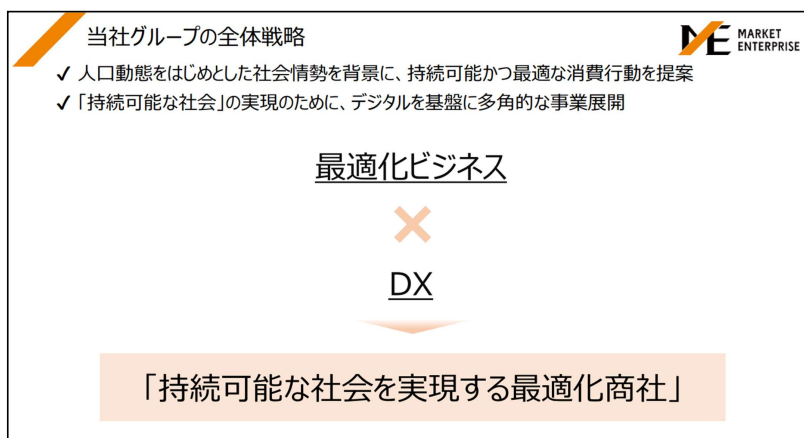 当社グループの全体戦略
ME MARKET ENTERPRISE
✓ 人口動態をはじめとした社会情勢を背景に、持続可能かつ最適な消費行動を提案
✓ 「持続可能な社会」の実現のために、デジタルを基盤に多角的な事業展開
最適化ビジネス
×
DX
「持続可能な社会を実現する最適化商社」